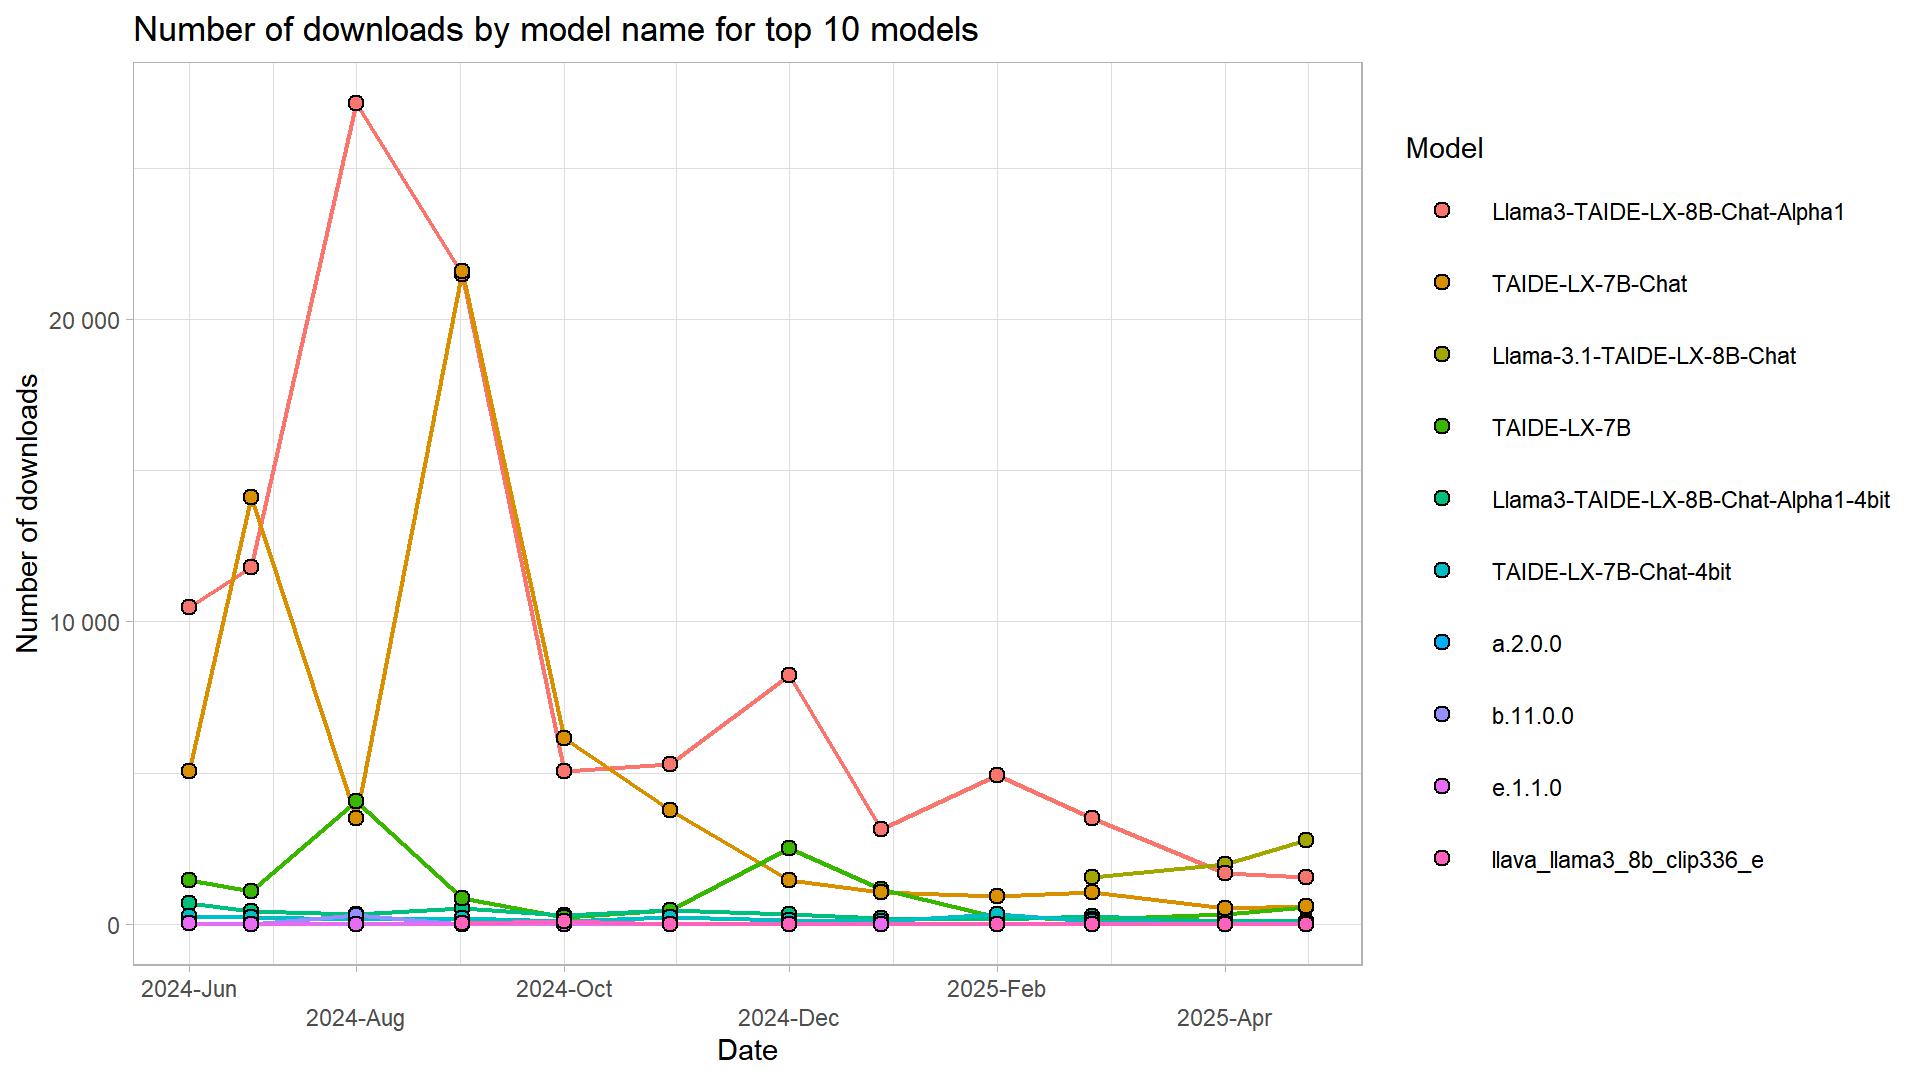 Number of downloads by model name for top 10 models
Number of downloads
20 000
10 000
0
2024-Jun
2024-Aug
2024-Oct
2024-Dec
2025-Feb
2025-Apr
Date
Model
Llama3-TAIDE-LX-8B-Chat-Alpha1
TAIDE-LX-7B-Chat
Llama-3.1-TAIDE-LX-8B-Chat
TAIDE-LX-7B
Llama3-TAIDE-LX-8B-Chat-Alpha1-4bit
TAIDE-LX-7B-Chat-4bit
a.2.0.0
b.11.0.0
e.1.1.0
llava_llama3_8b_clip336_e